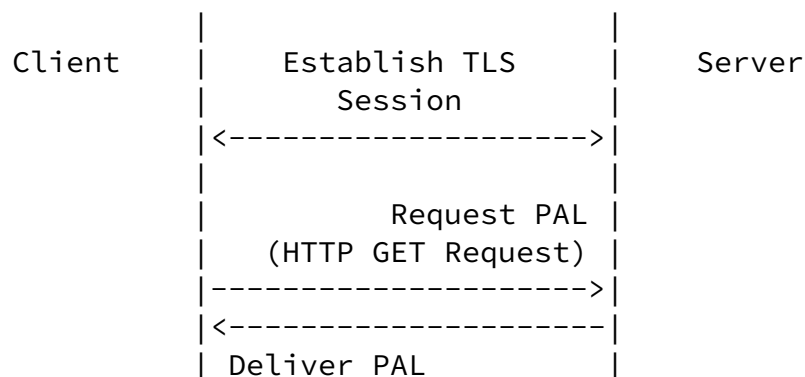 Client Establish TLS Server
Session
<-------------------->
Request PAL
(HTTP GET Request)
--------------------->
<---------------------
Deliver PAL